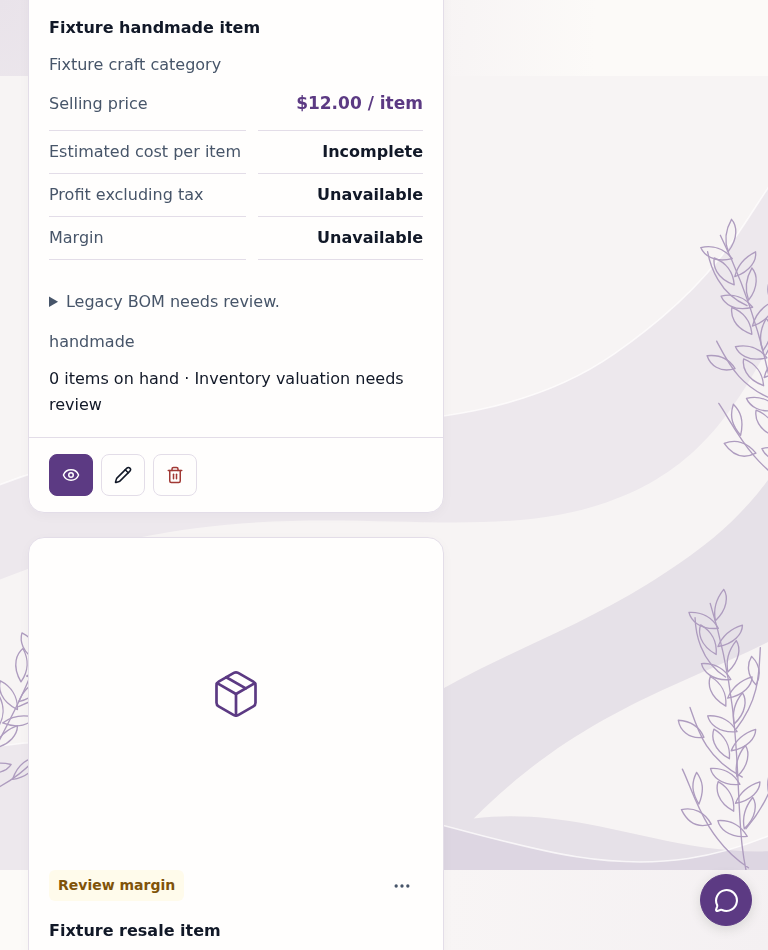 Fixture handmade item
Fixture craft category
Selling price $12.00 / item
Estimated cost per item Incomplete
Profit excluding tax Unavailable
Margin Unavailable
Legacy BOM needs review.
handmade
0 items on hand · Inventory valuation needs
review
Review margin
Fixture resale item